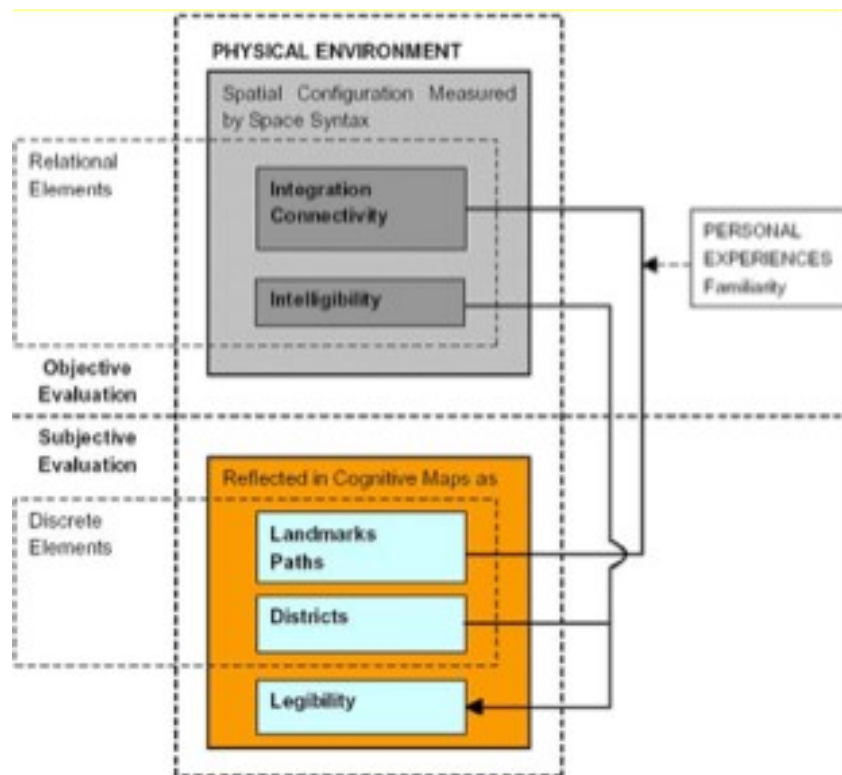 PHYSICAL ENVIRONMENT
Spatial Configuration Measured
by Space Syntax
Relational
Elements
Integration
Connectivity
Intelligibility
PERSONAL
EXPERIENCES
Familiarity
Objective
Evaluation
Subjective
Evaluation
Reflected in Cognitive Maps as
Discrete
Elements
Landmarks
Paths
Districts
Legibility